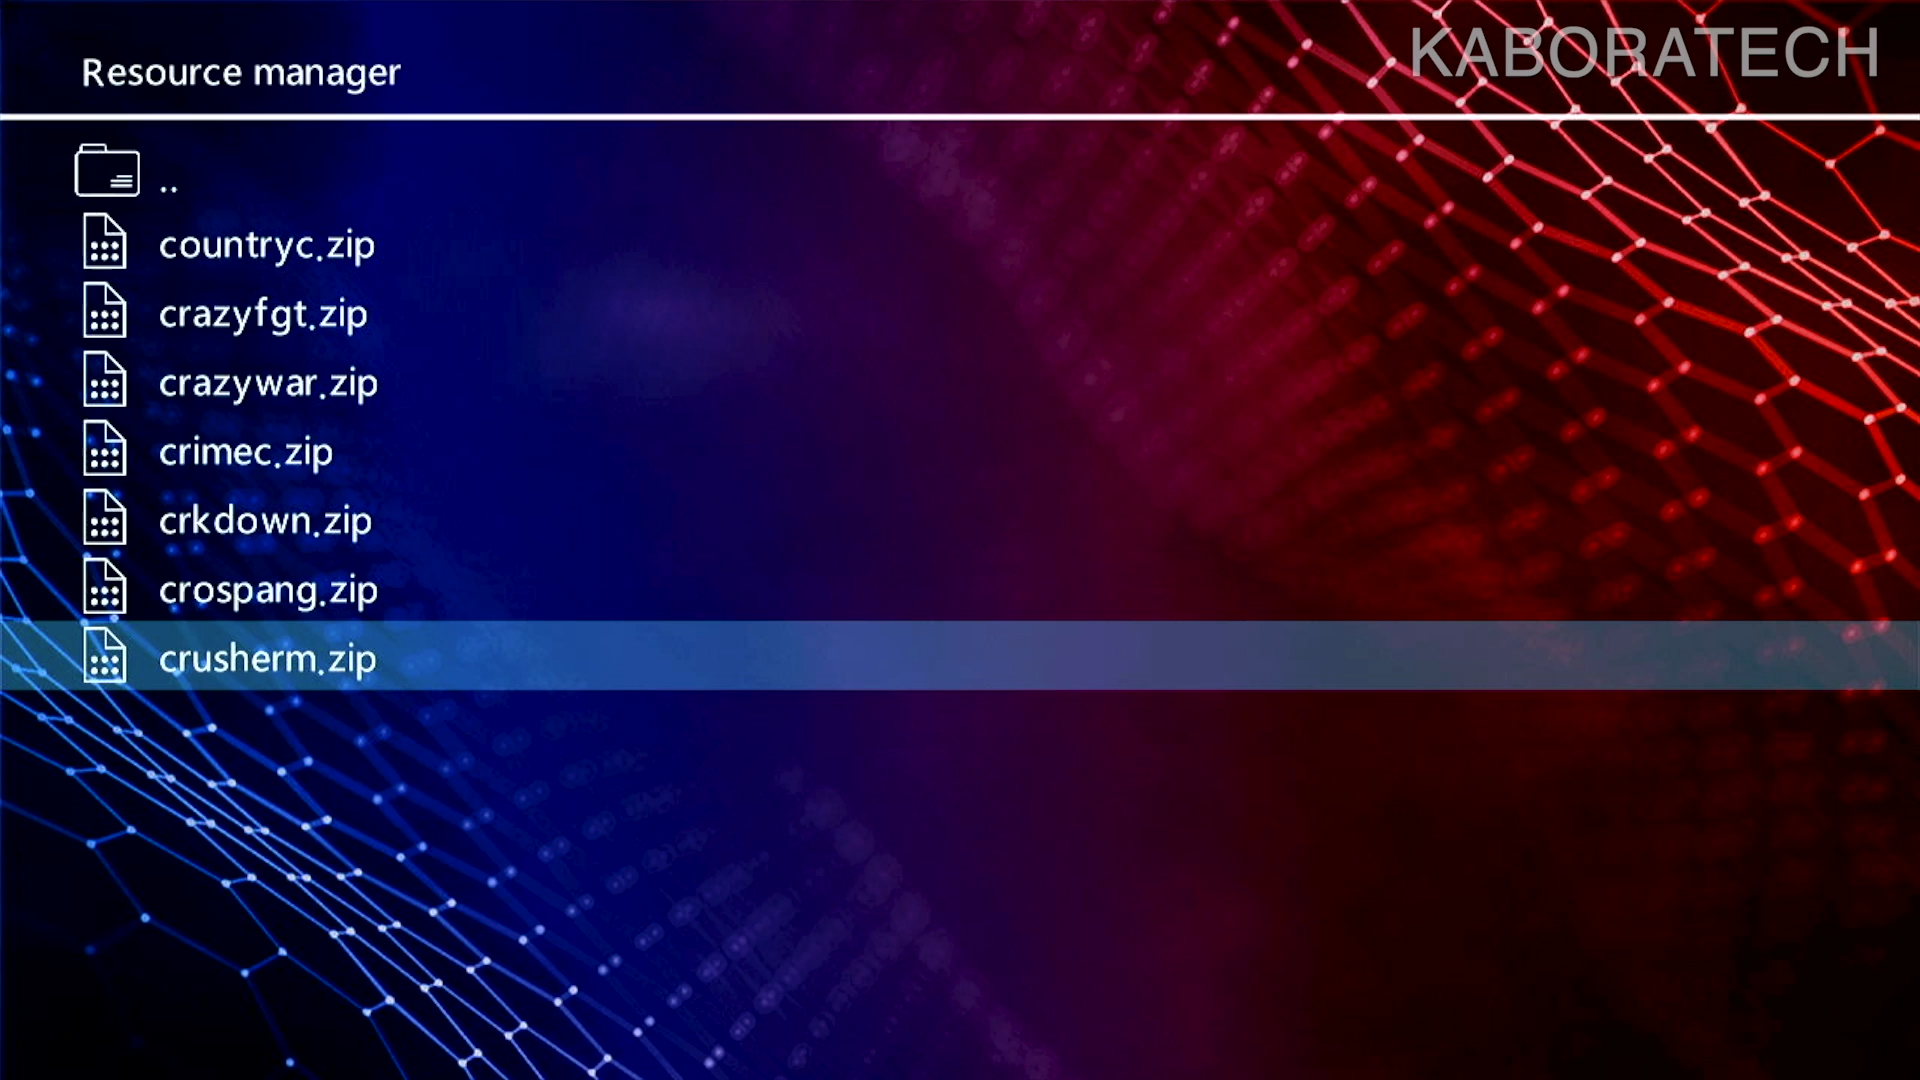 KABORATECH
Resource manager
..
countryc.zip
crazyfgt.zip
crazywar.zip
crimec.zip
crkdown.zip
crospang.zip
crusherm.zip